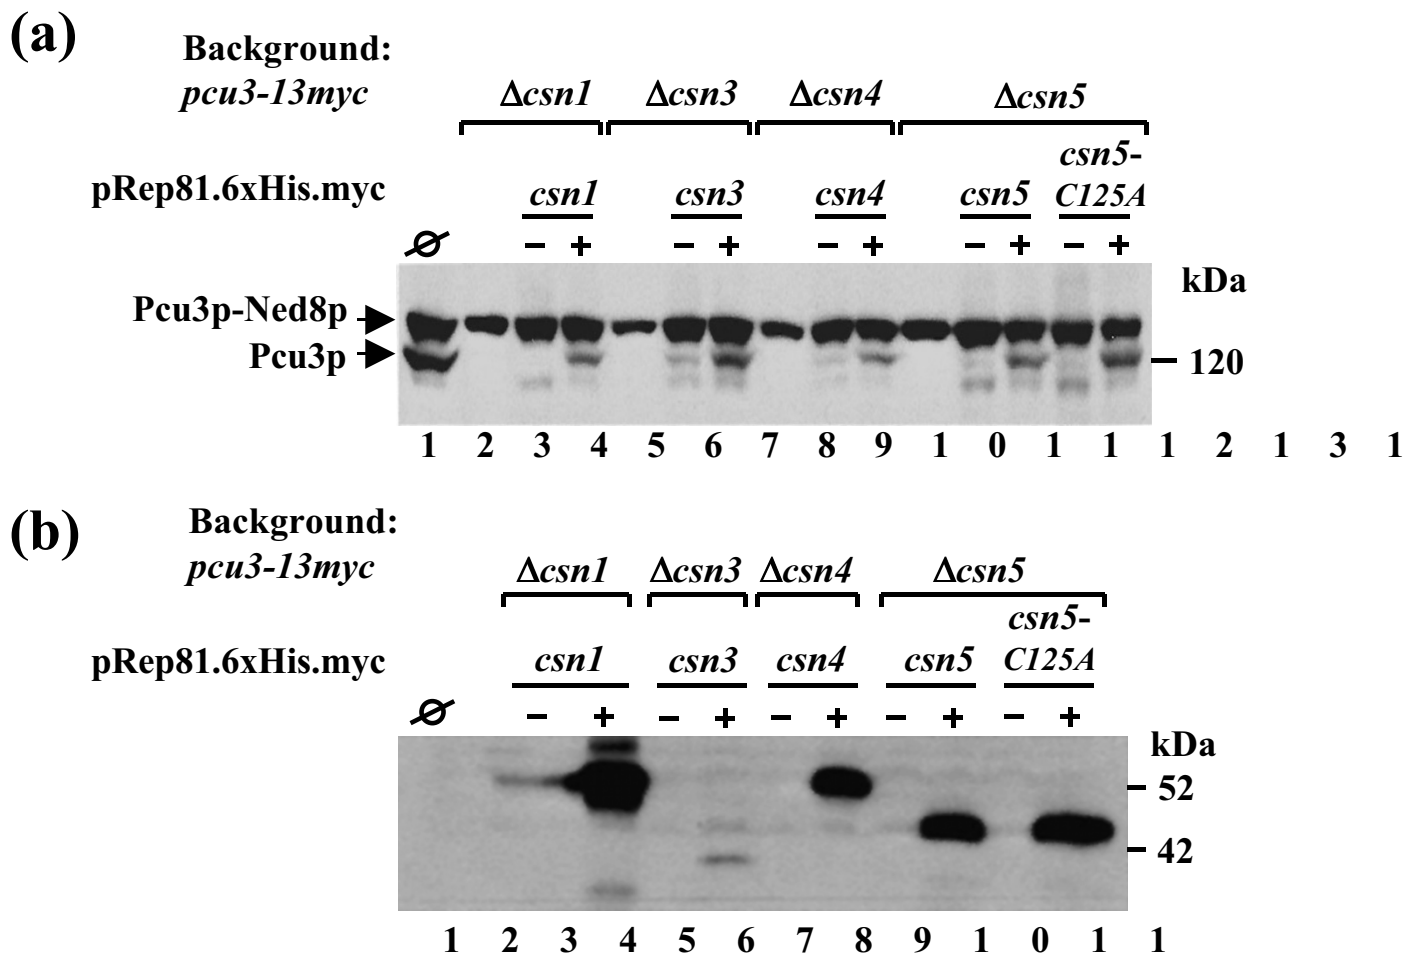 (a)
Background:
pcu3-13myc
Δcsn1 Δcsn3 Δcsn4 Δcsn5
pRep81.6xHis.myc
csn1 csn3 csn4 csn5 csn5-
C125A
Ø − + − + − + − + − +
kDa
Pcu3p-Ned8p
Pcu3p
120
1 2 3 4 5 6 7 8 9 1 0 1 1 1 2 1 3 1
(b)
Background:
pcu3-13myc
Δcsn1 Δcsn3 Δcsn4 Δcsn5
pRep81.6xHis.myc
csn1 csn3 csn4 csn5 csn5-
C125A
Ø − + − + − + − + − +
kDa
52
42
1 2 3 4 5 6 7 8 9 1 0 1 1